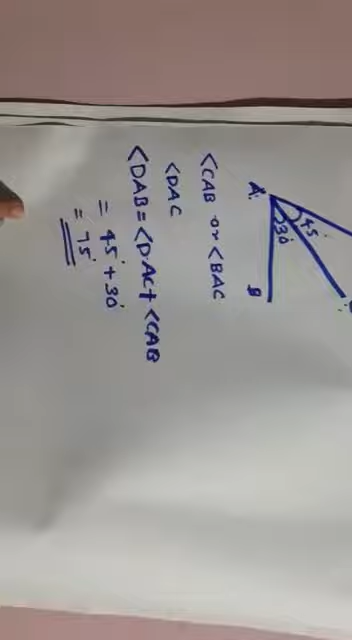 45°
30°
A.
B
<CAB or <BAC
<DAC
<DAB = <DAC + <CAB
= 45° + 30°
= 75°